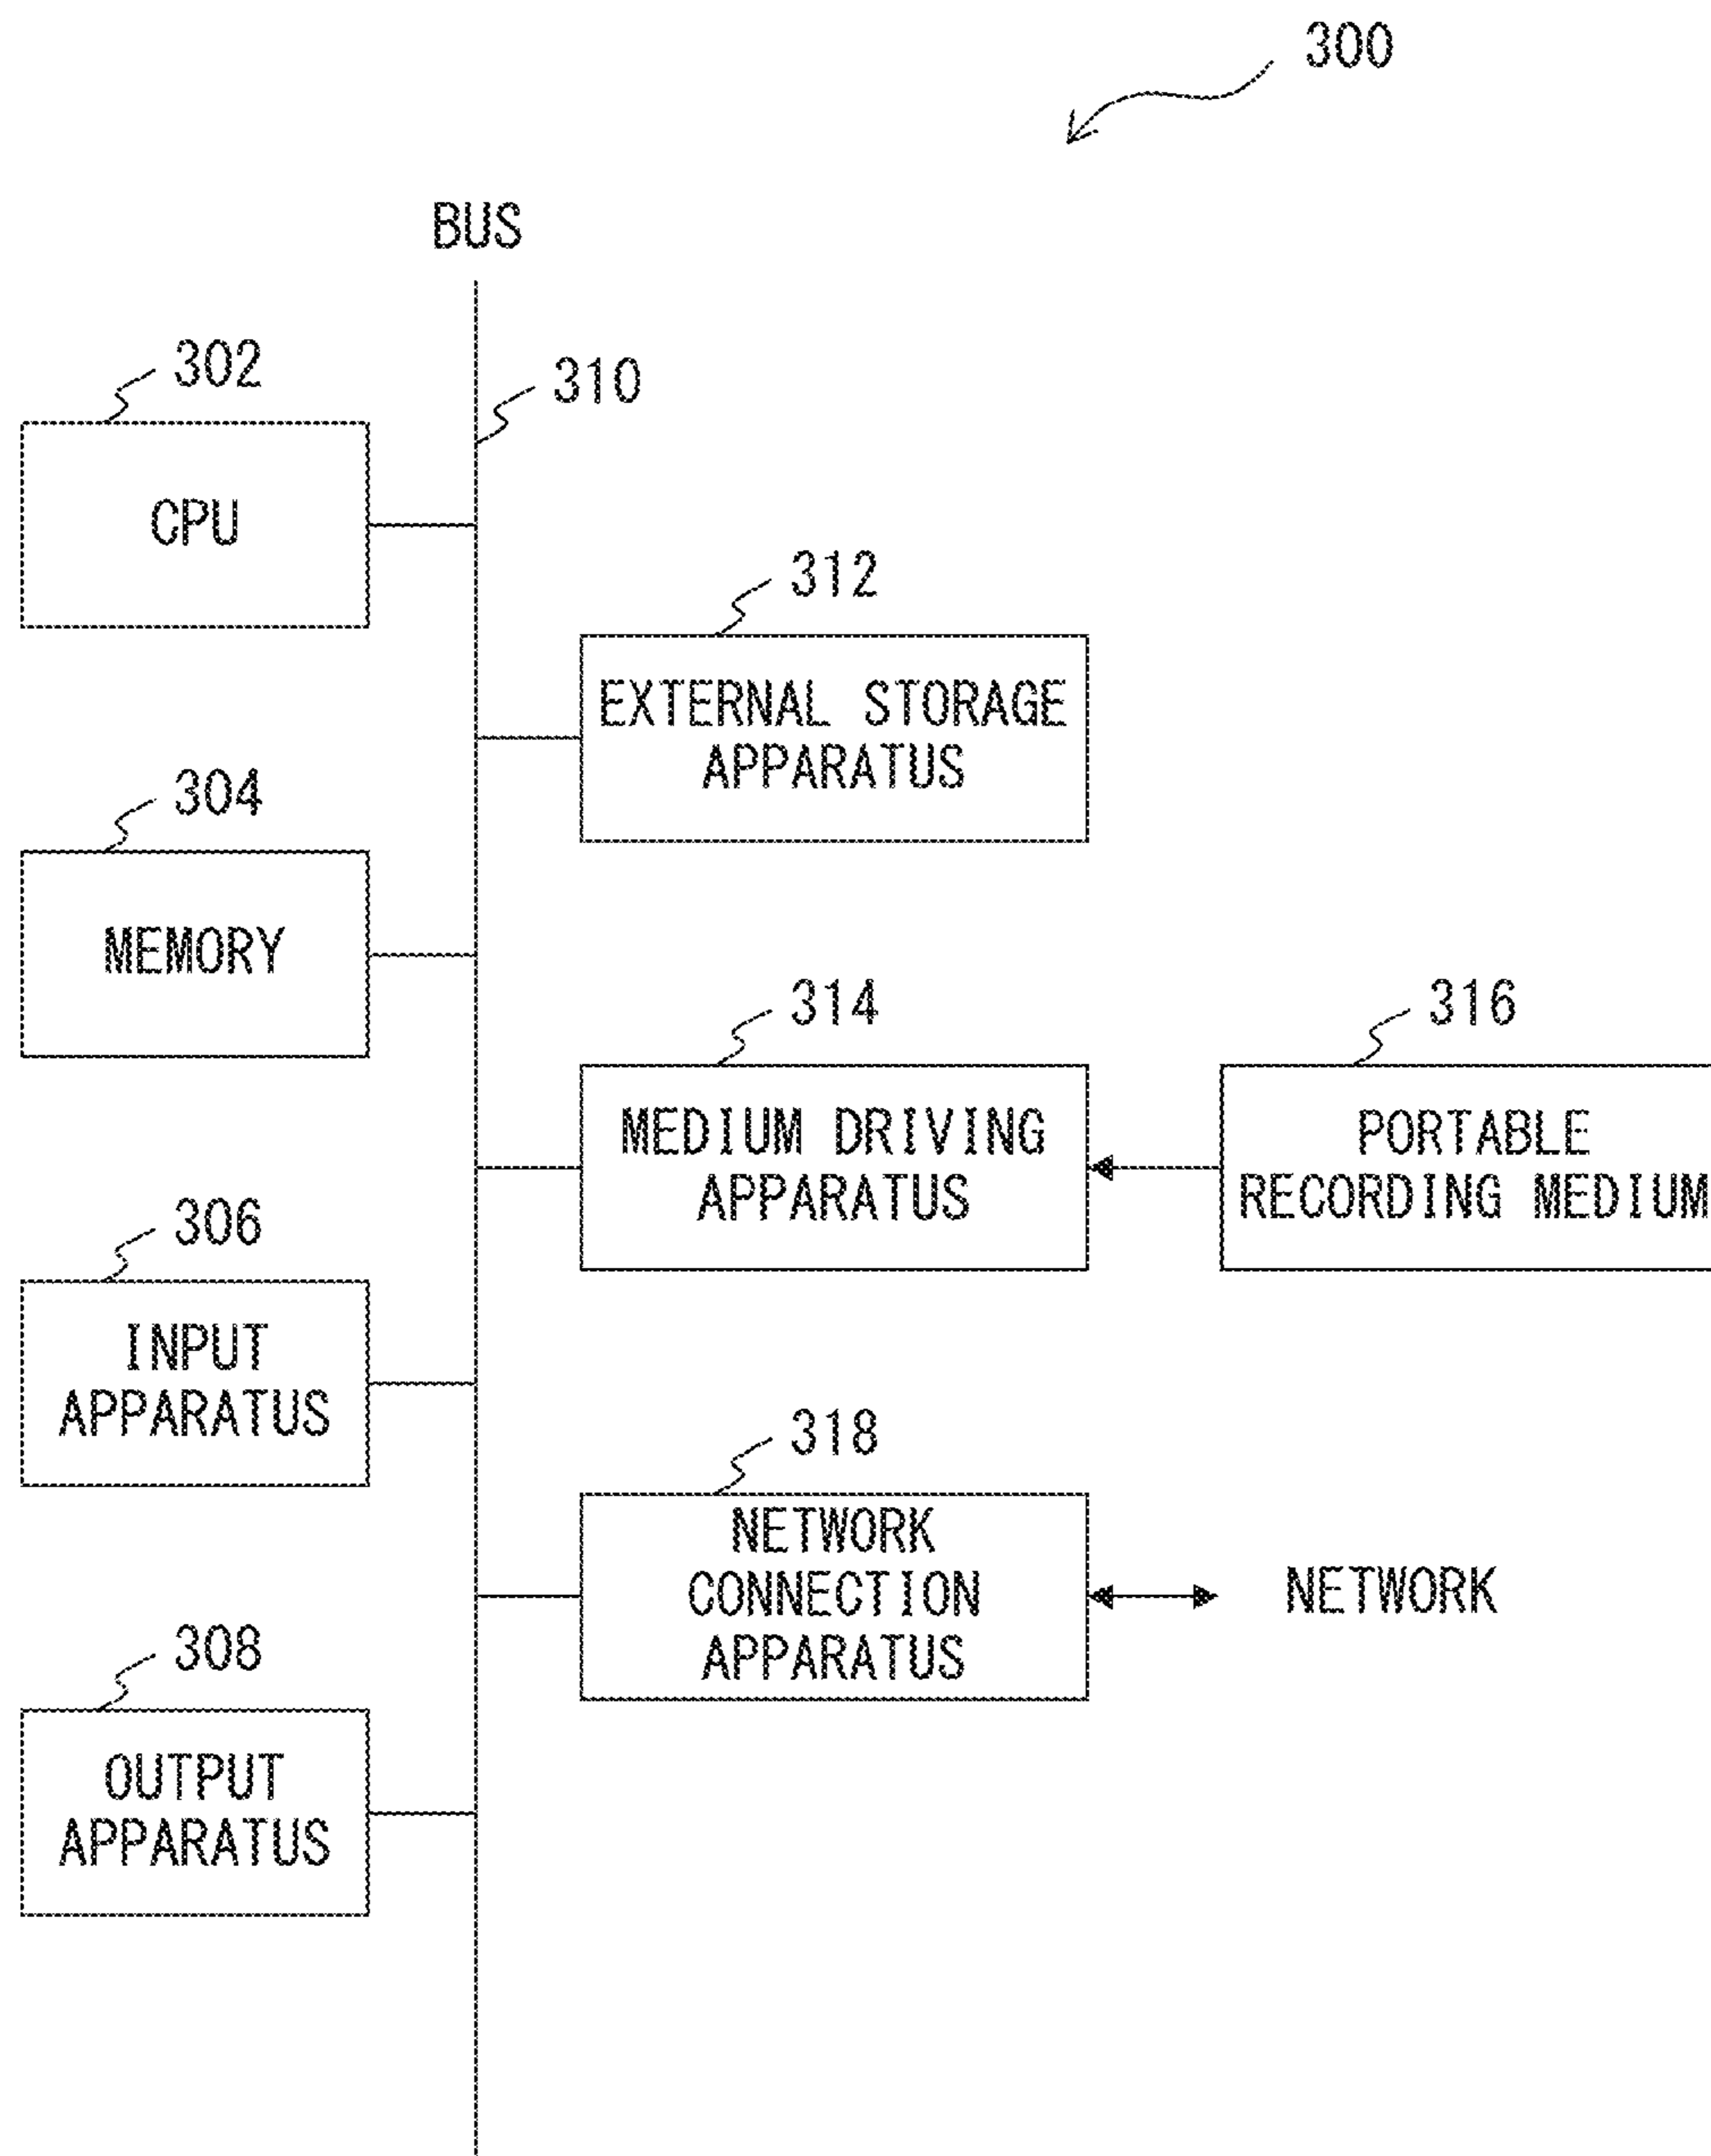 300
BUS
302
310
CPU
312
EXTERNAL STORAGE
APPARATUS
304
MEMORY
314
316
MEDIUM DRIVING
APPARATUS
PORTABLE
RECORDING MEDIUM
306
INPUT
APPARATUS
318
NETWORK
CONNECTION
APPARATUS
NETWORK
308
OUTPUT
APPARATUS